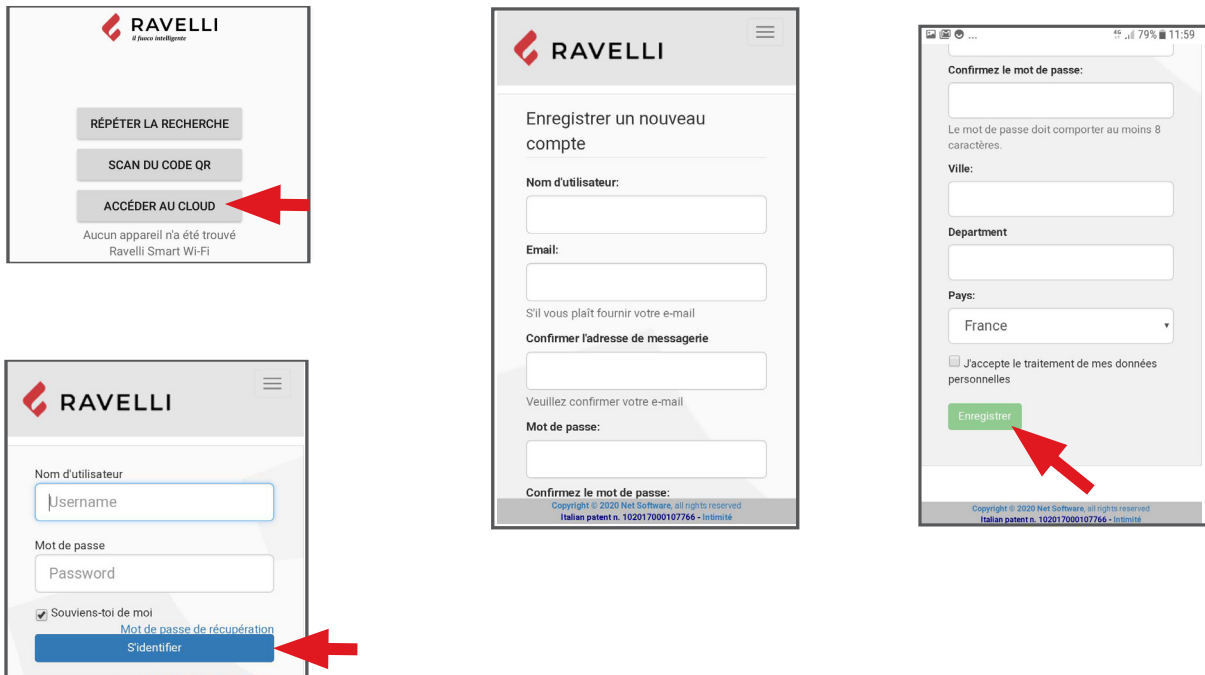 RAVELLI
il fuoco intelligente
RÉPÉTER LA RECHERCHE
SCAN DU CODE QR
ACCÉDER AU CLOUD
Aucun appareil n'a été trouvé
Ravelli Smart Wi-Fi
RAVELLI
Nom d'utilisateur
Username
Mot de passe
Password
Souviens-toi de moi
Mot de passe de récupération
S'identifier
RAVELLI
Enregistrer un nouveau
compte
Nom d'utilisateur:
Email:
S'il vous plaît fournir votre e-mail
Confirmer l'adresse de messagerie
Veuillez confirmer votre e-mail
Mot de passe:
Confirmez le mot de passe:
Copyright © 2020 Net Software, all rights reserved
Italian patent n. 102017000107766 - Intimité
... 4G 79% 11:59
Confirmez le mot de passe:
Le mot de passe doit comporter au moins 8
caractères.
Ville:
Department
Pays:
France
J'accepte le traitement de mes données
personnelles
Enregistrer
Copyright © 2020 Net Software, all rights reserved
Italian patent n. 102017000107766 - Intimité